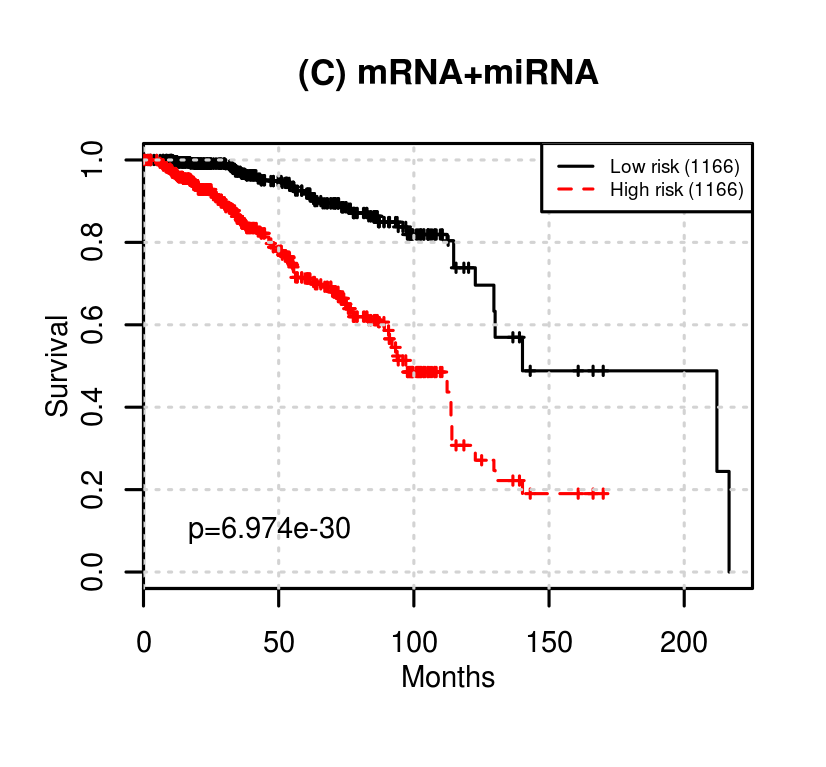 (C) mRNA+miRNA
Low risk (1166)
High risk (1166)
1.0
0.8
0.6
0.4
0.2
0.0
Survival
p=6.974e-30
0 50 100 150 200
Months